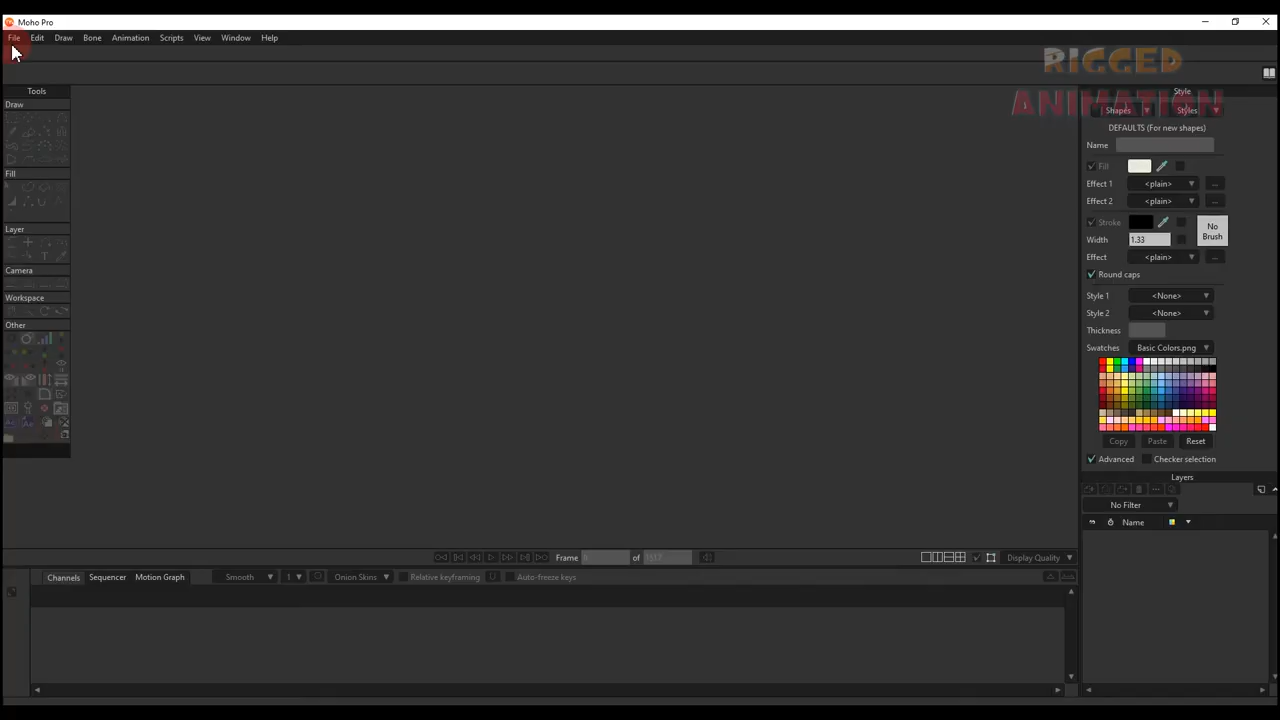 Moho Pro
File Edit Draw Bone Animation Scripts View Window Help
RIGGED
ANIMATION
Tools
Draw
Fill
Layer
Camera
Workspace
Other
Style
Shapes Styles
DEFAULTS (For new shapes)
Name
Fill
Effect 1 <plain> ...
Effect 2 <plain> ...
Stroke
No Brush
Width 1.33
Effect <plain> ...
Round caps
Style 1 <None>
Style 2 <None>
Thickness
Swatches Basic Colors.png
Copy Paste Reset
Advanced Checker selection
Layers
No Filter
Name
Frame 0 of 1517 Display Quality
Channels Sequencer Motion Graph Smooth 1 Onion Skins Relative keyframing Auto-freeze keys